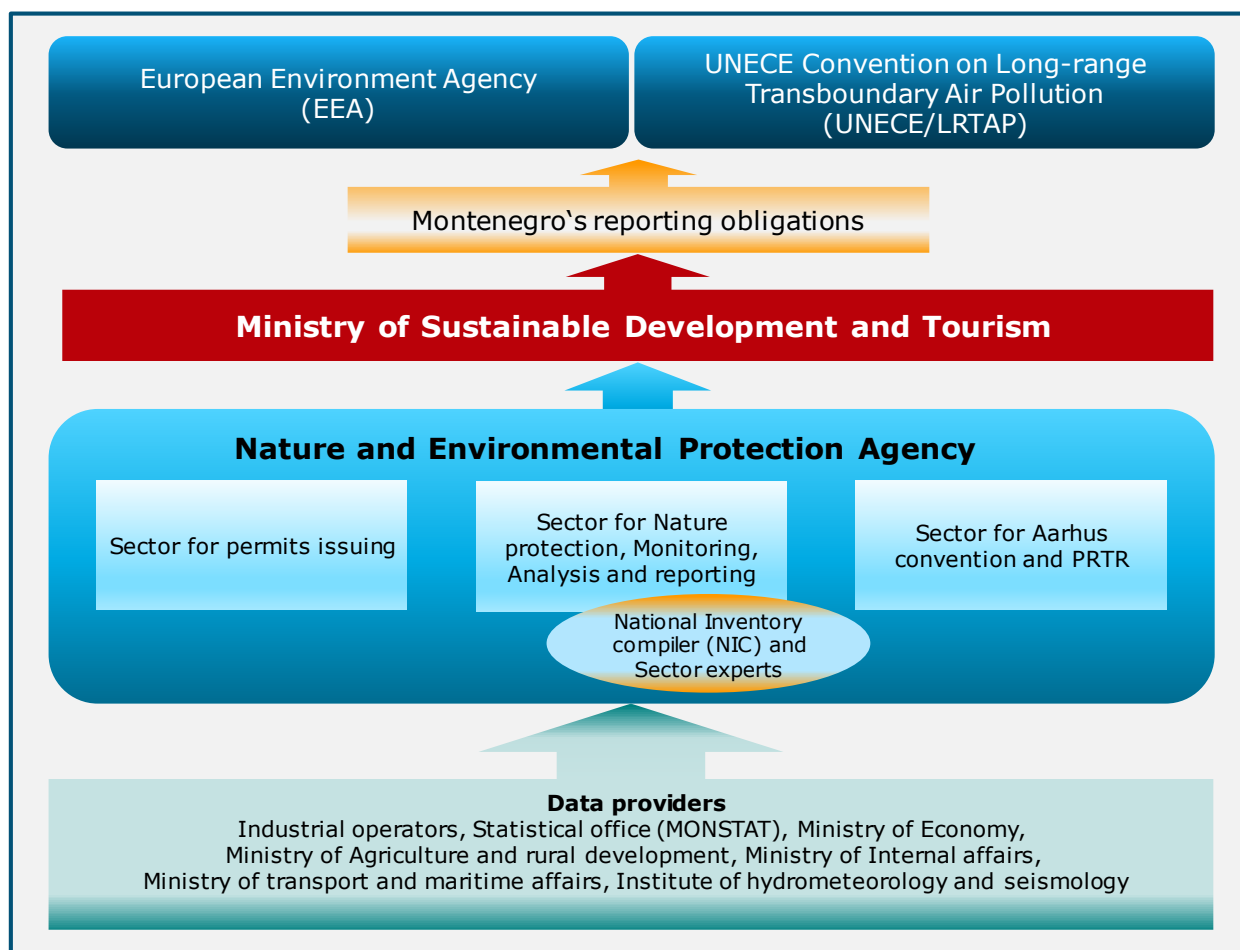 European Environment Agency
(EEA)
UNECE Convention on Long-range
Transboundary Air Pollution
(UNECE/LRTAP)
Montenegro‛s reporting obligations
Ministry of Sustainable Development and Tourism
Nature and Environmental Protection Agency
Sector for permits issuing
Sector for Nature
protection, Monitoring,
Analysis and reporting
Sector for Aarhus
convention and PRTR
National Inventory
compiler (NIC) and
Sector experts
Data providers
Industrial operators, Statistical office (MONSTAT), Ministry of Economy,
Ministry of Agriculture and rural development, Ministry of Internal affairs,
Ministry of transport and maritime affairs, Institute of hydrometeorology and seismology